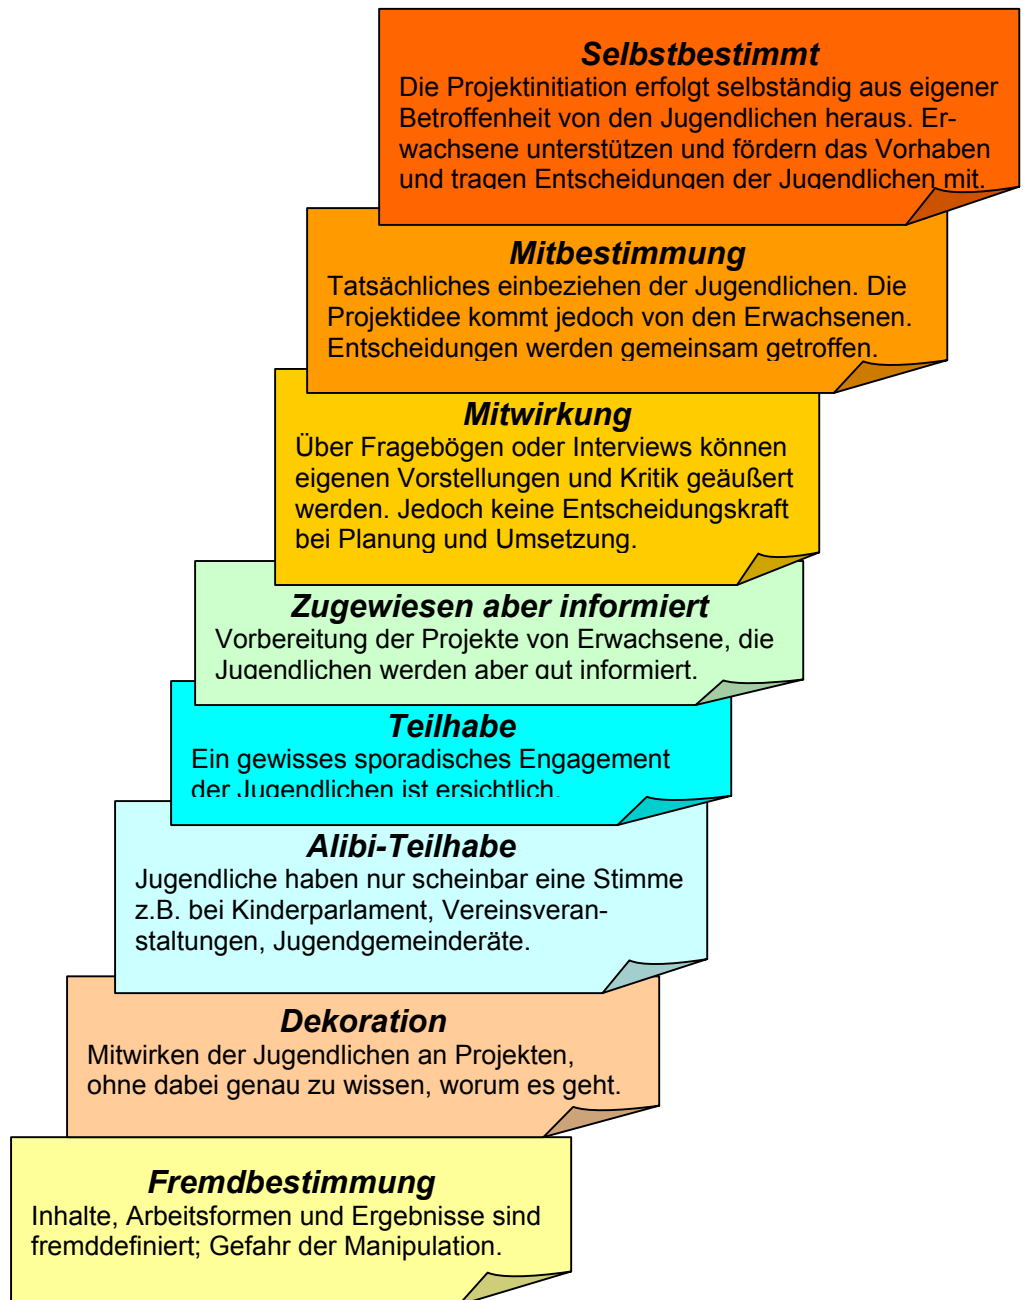 Selbstbestimmt
Die Projektinitiation erfolgt selbständig aus eigener
Betroffenheit von den Jugendlichen heraus. Er-
wachsene unterstützen und fördern das Vorhaben
und tragen Entscheidungen der Jugendlichen mit.
Mitbestimmung
Tatsächliches einbeziehen der Jugendlichen. Die
Projektidee kommt jedoch von den Erwachsenen.
Entscheidungen werden gemeinsam getroffen.
Mitwirkung
Über Fragebögen oder Interviews können
eigenen Vorstellungen und Kritik geäußert
werden. Jedoch keine Entscheidungskraft
bei Planung und Umsetzung.
Zugewiesen aber informiert
Vorbereitung der Projekte von Erwachsene, die
Jugendlichen werden aber gut informiert.
Teilhabe
Ein gewisses sporadisches Engagement
der Jugendlichen ist ersichtlich.
Alibi-Teilhabe
Jugendliche haben nur scheinbar eine Stimme
z.B. bei Kinderparlament, Vereinsveran-
staltungen, Jugendgemeinderäte.
Dekoration
Mitwirken der Jugendlichen an Projekten,
ohne dabei genau zu wissen, worum es geht.
Fremdbestimmung
Inhalte, Arbeitsformen und Ergebnisse sind
fremddefiniert; Gefahr der Manipulation.